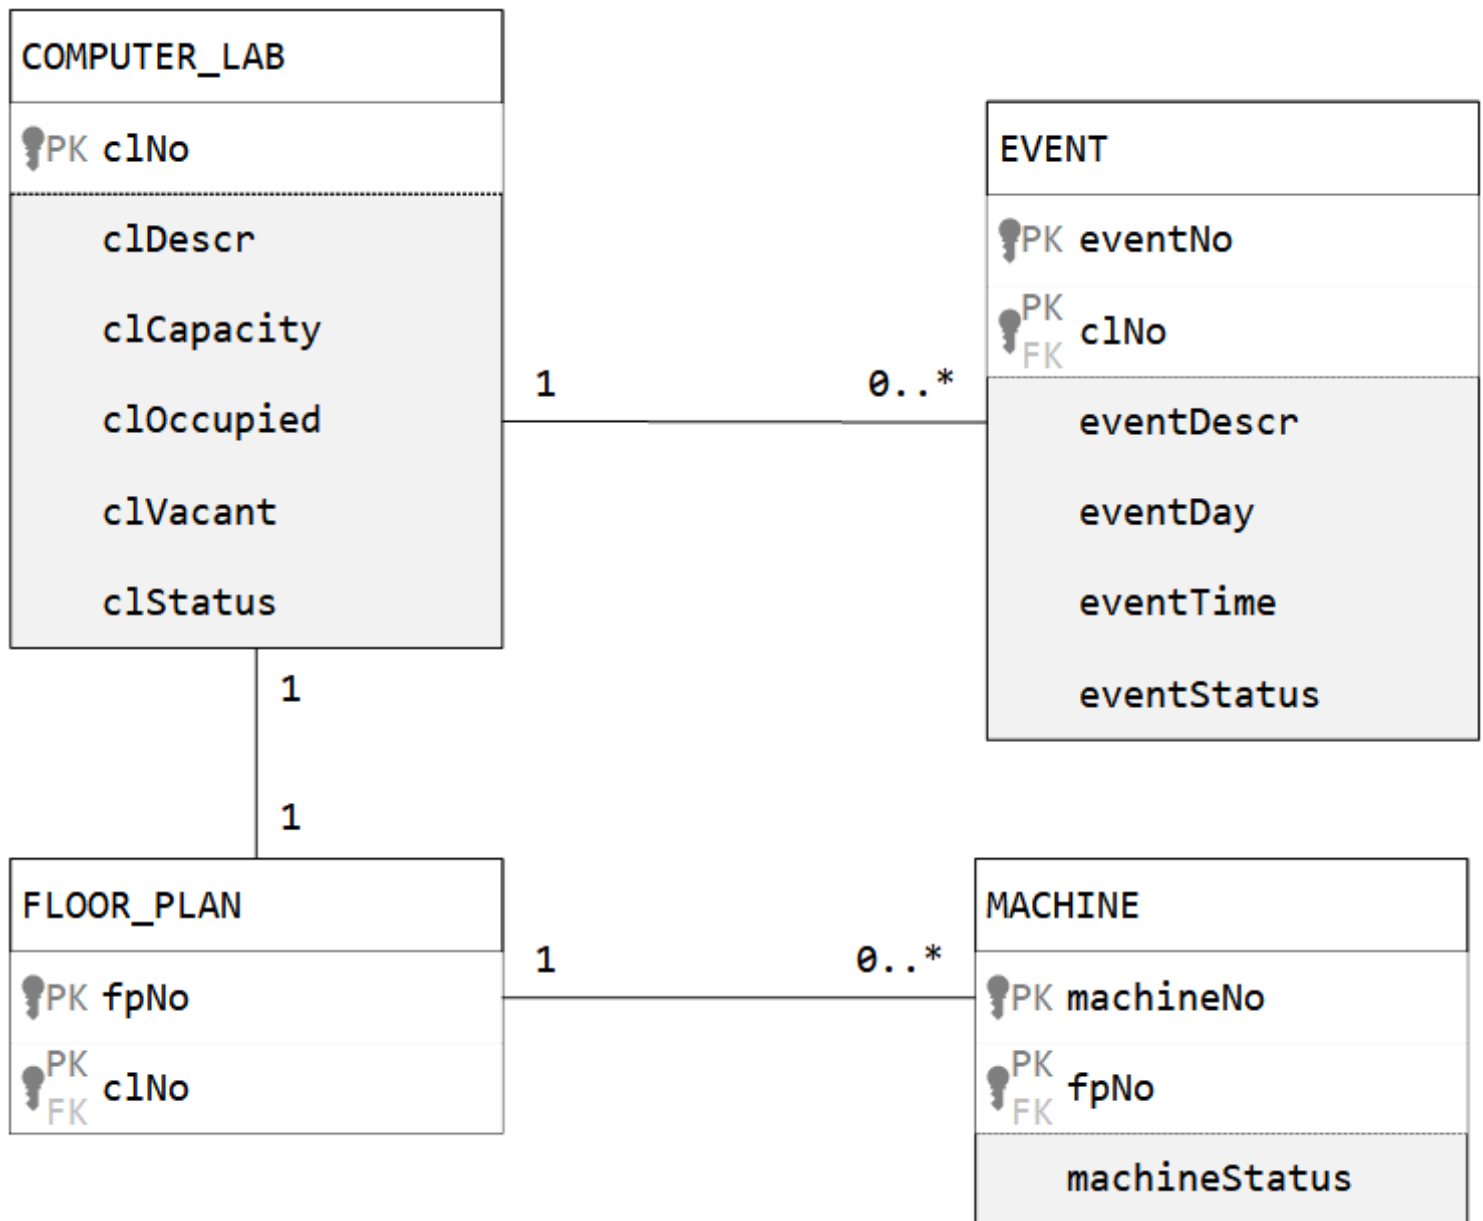 COMPUTER_LAB
PK clNo
clDescr
clCapacity
clOccupied
clVacant
clStatus
1
0..*
EVENT
PK eventNo
PK
FK
clNo
eventDescr
eventDay
eventTime
eventStatus
1
1
FLOOR_PLAN
PK fpNo
PK
FK
clNo
1
0..*
MACHINE
PK machineNo
PK
FK
fpNo
machineStatus